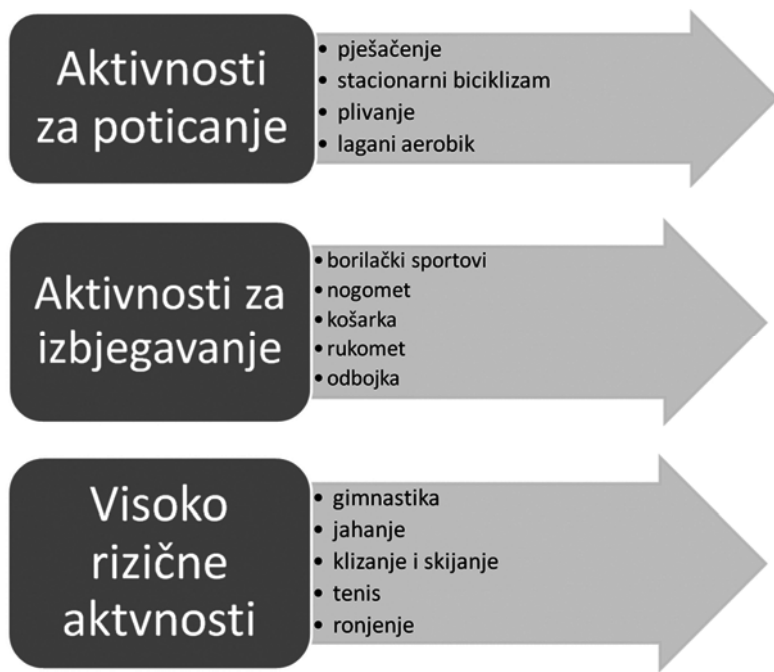 Aktivnosti
za poticanje
• pješačenje
• stacionarni biciklizam
• plivanje
• lagani aerobik
Aktivnosti za
izbjegavanje
• borilački sportovi
• nogomet
• košarka
• rukomet
• odbojka
Visoko
rizične
aktvnosti
• gimnastika
• jahanje
• klizanje i skijanje
• tenis
• ronjenje